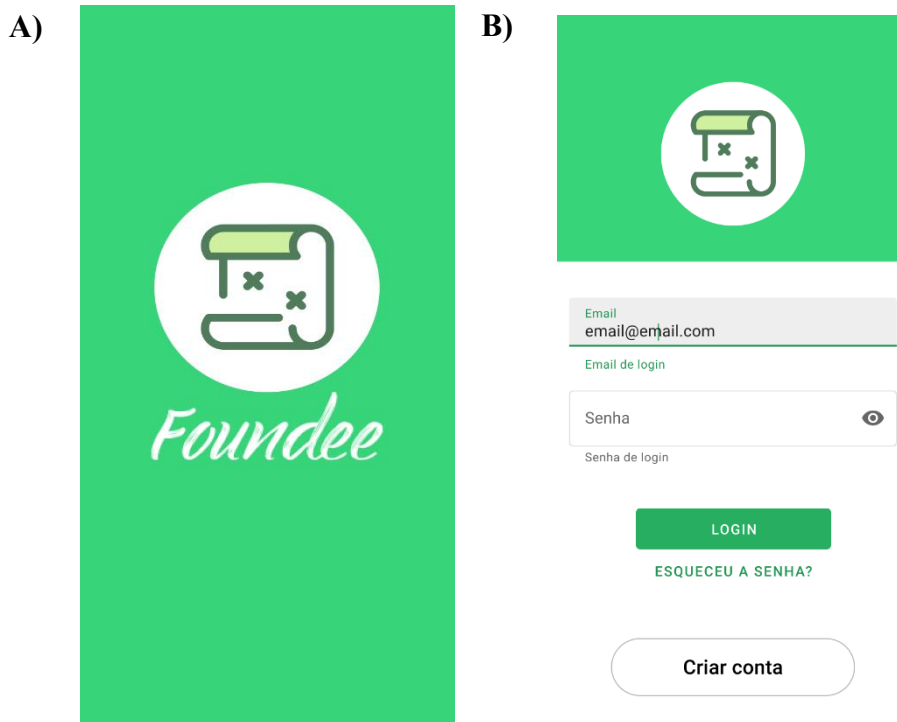 A)
Foundee
B)
Email
email@email.com
Email de login
Senha
Senha de login
LOGIN
ESQUECEU A SENHA?
Criar conta